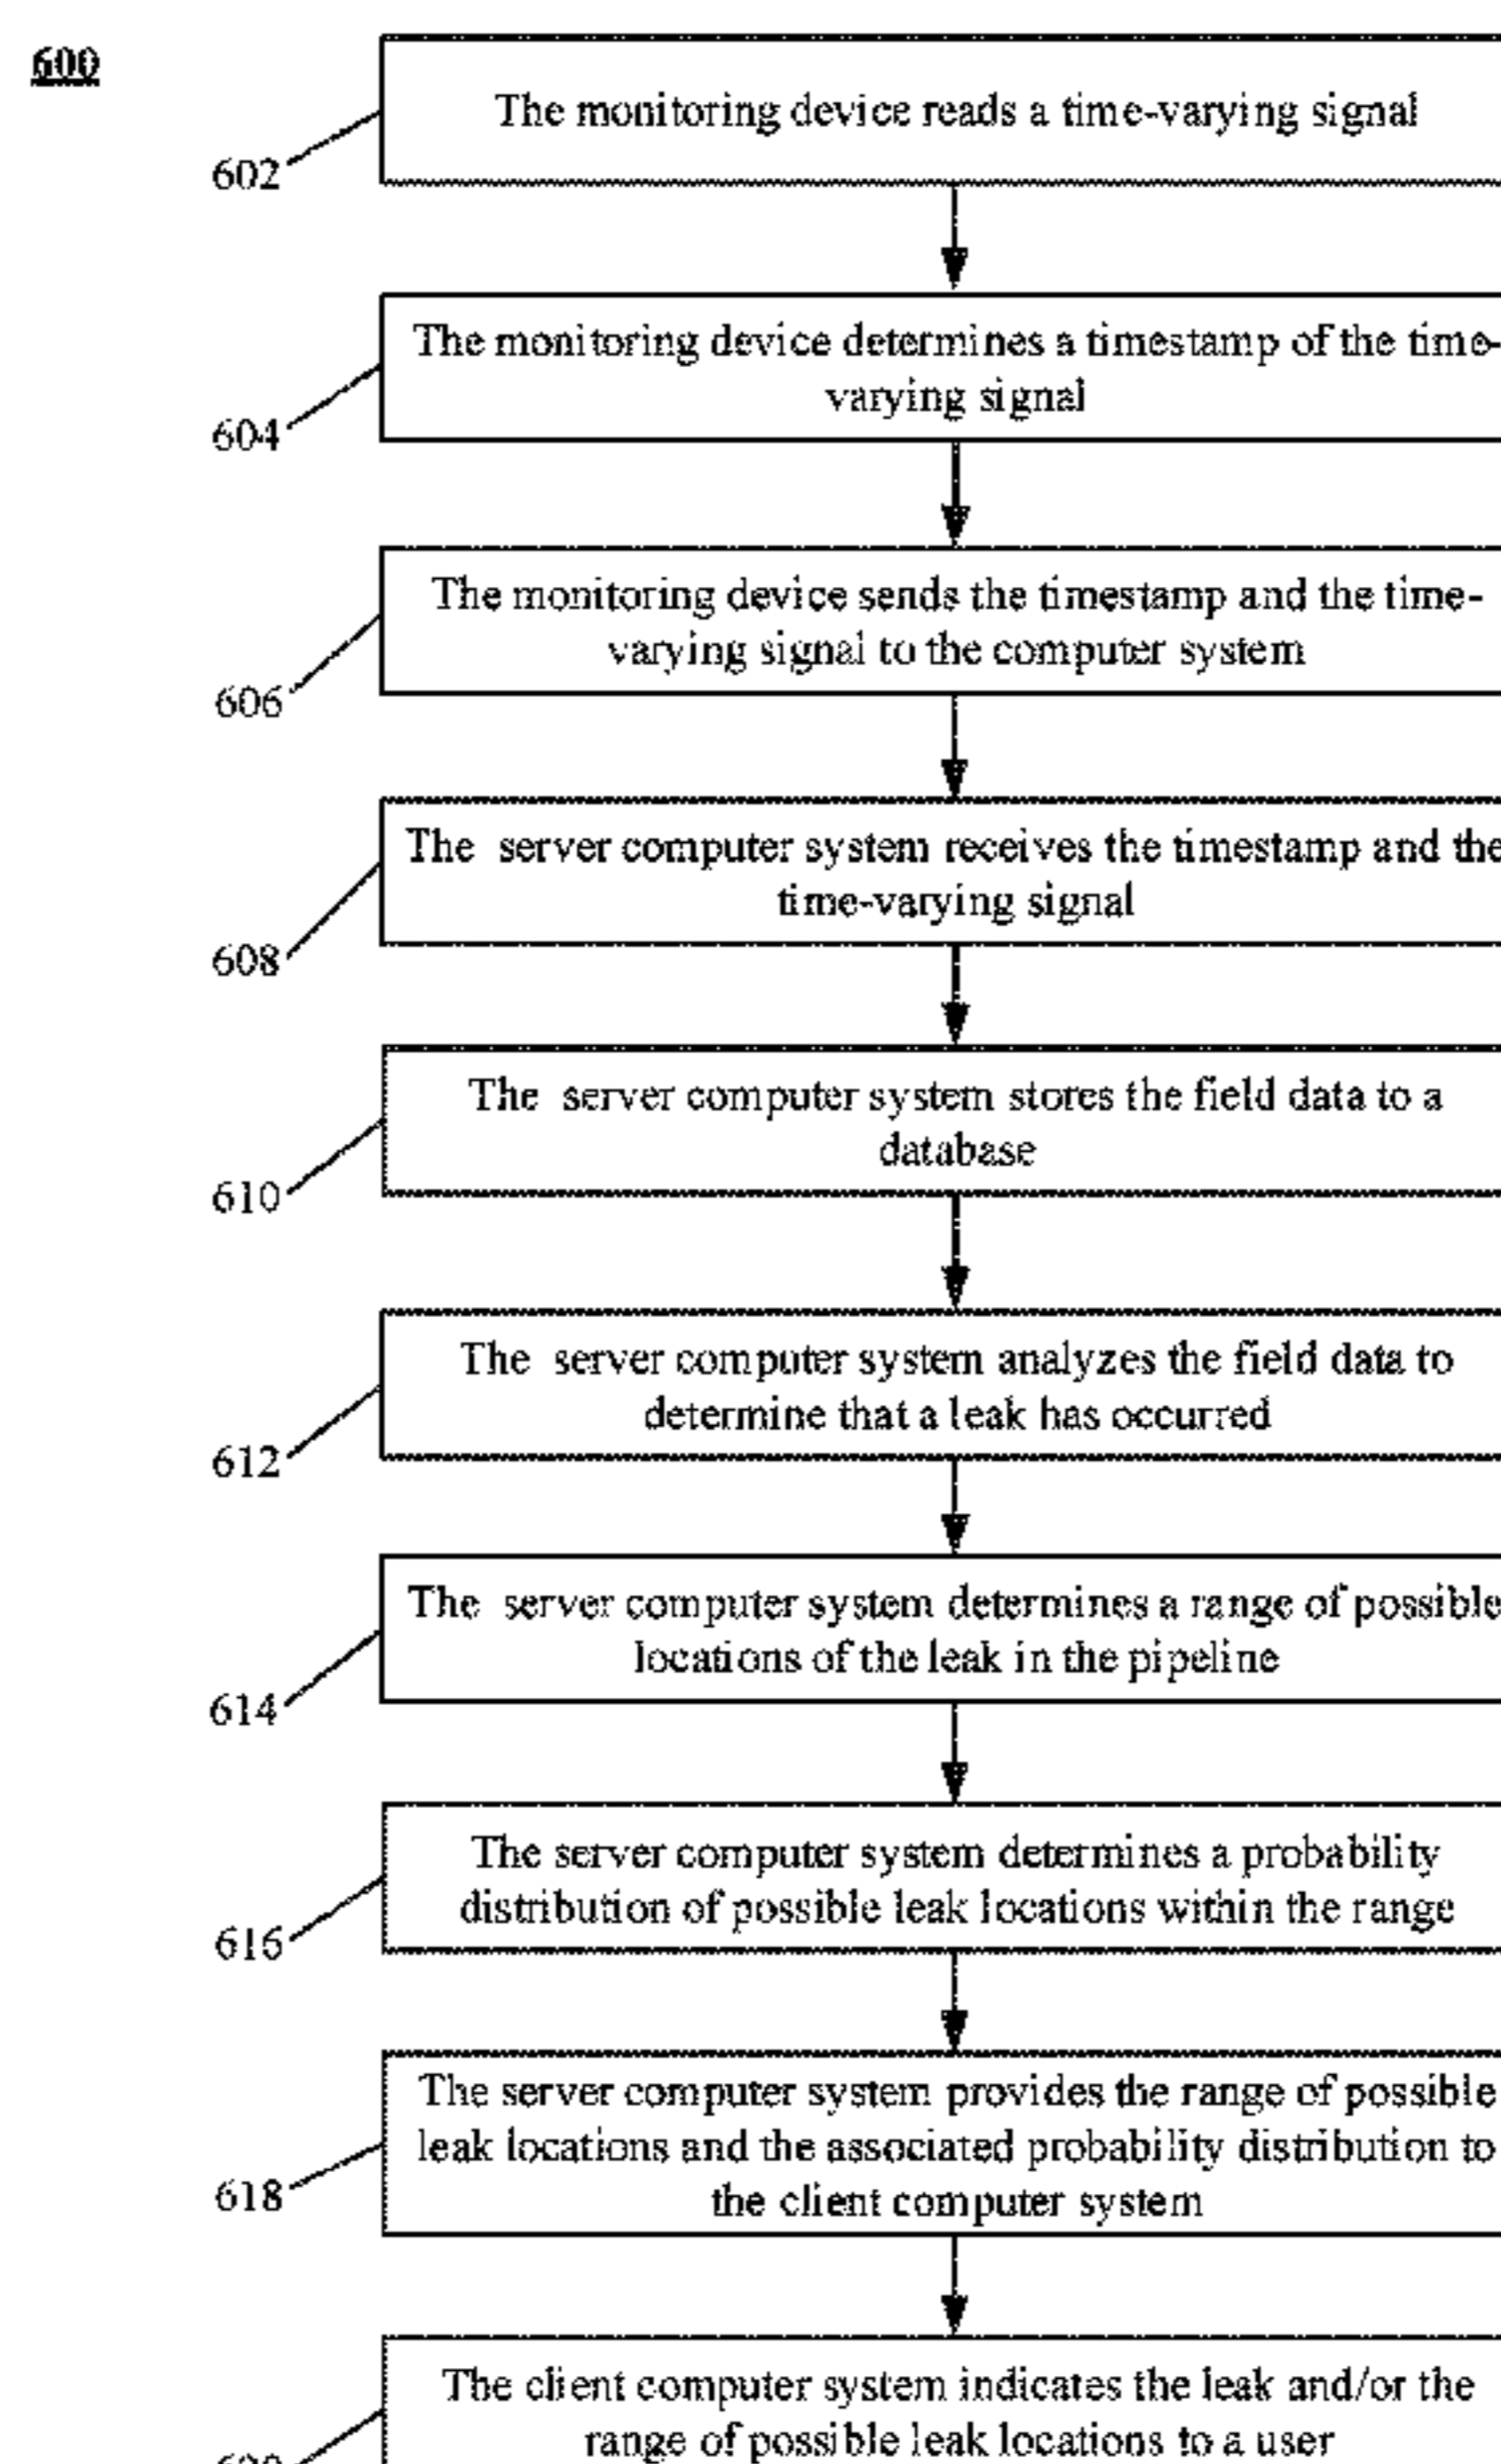 600
The monitoring device reads a time-varying signal
602
The monitoring device determines a timestamp of the time-
varying signal
604
The monitoring device sends the timestamp and the time-
varying signal to the computer system
606
The server computer system receives the timestamp and the
time-varying signal
608
The server computer system stores the field data to a
database
610
The server computer system analyzes the field data to
determine that a leak has occurred
612
The server computer system determines a range of possible
locations of the leak in the pipeline
614
The server computer system determines a probability
distribution of possible leak locations within the range
616
The server computer system provides the range of possible
leak locations and the associated probability distribution to
the client computer system
618
The client computer system indicates the leak and/or the
range of possible leak locations to a user